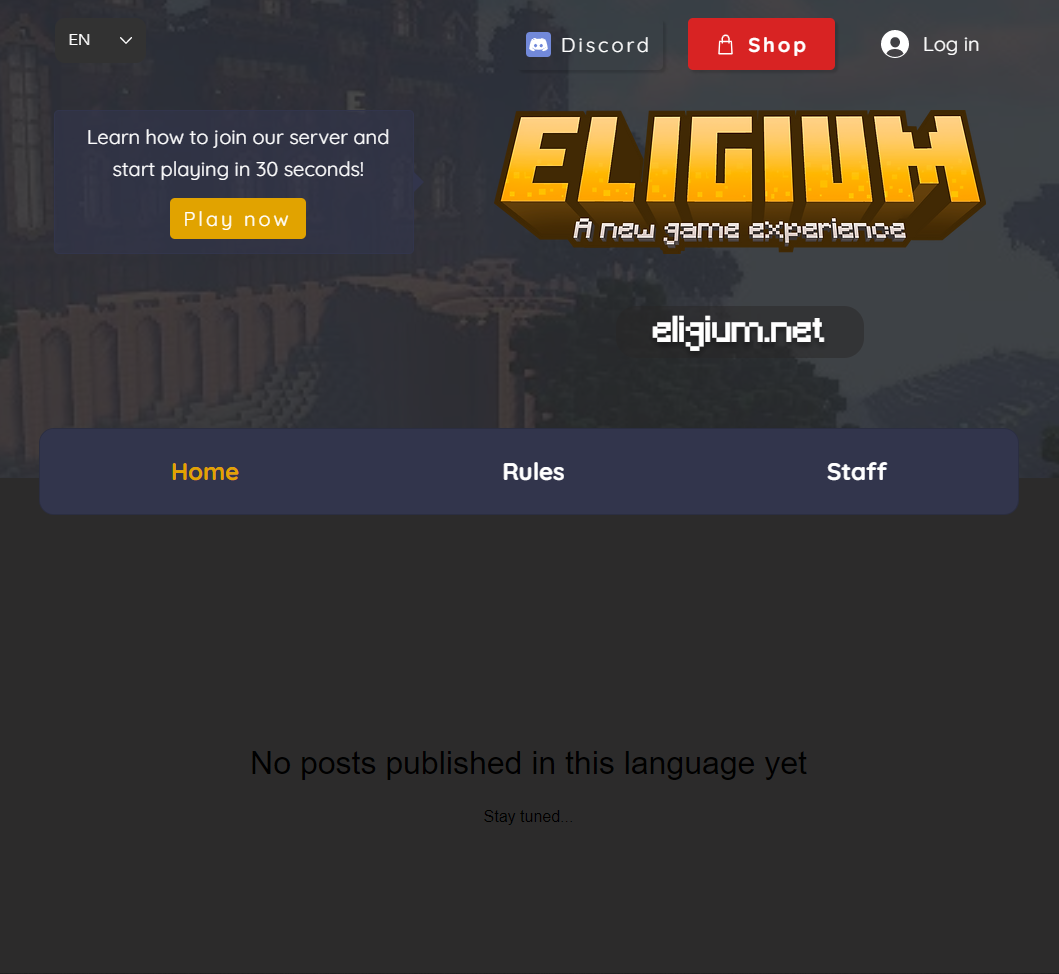 EN
Discord
Shop
Log in
Learn how to join our server and
start playing in 30 seconds!
Play now
ELIGIUM
A new game experience
eligium.net
Home
Rules
Staff
No posts published in this language yet
Stay tuned...